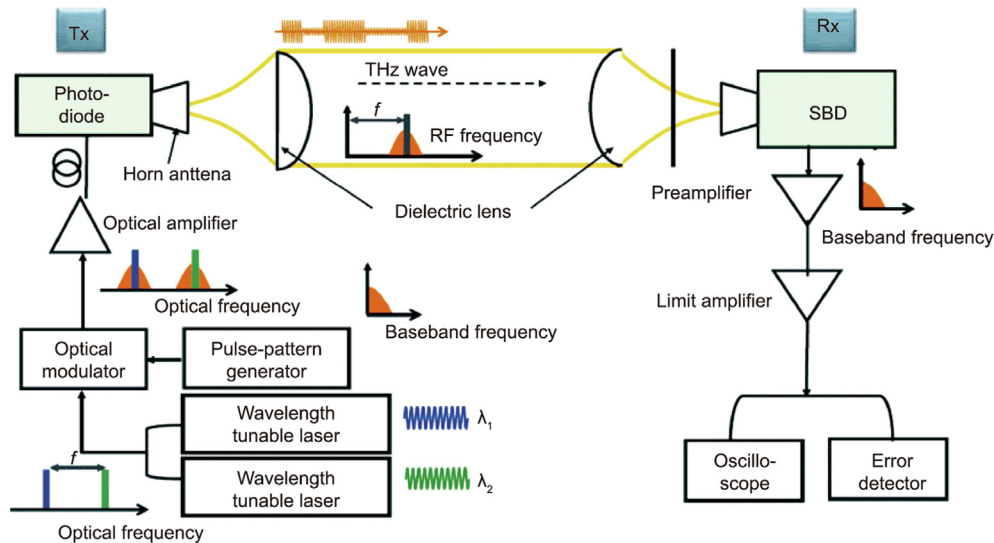 Tx
Rx
Photo-
diode
THz wave
f
RF frequency
SBD
Horn anttena
Dielectric lens
Preamplifier
Optical amplifier
Baseband frequency
Optical frequency
Baseband frequency
Limit amplifier
Optical
modulator
Pulse-pattern
generator
Wavelength
tunable laser
λ1
Wavelength
tunable laser
λ2
f
Optical frequency
Oscillo-
scope
Error
detector